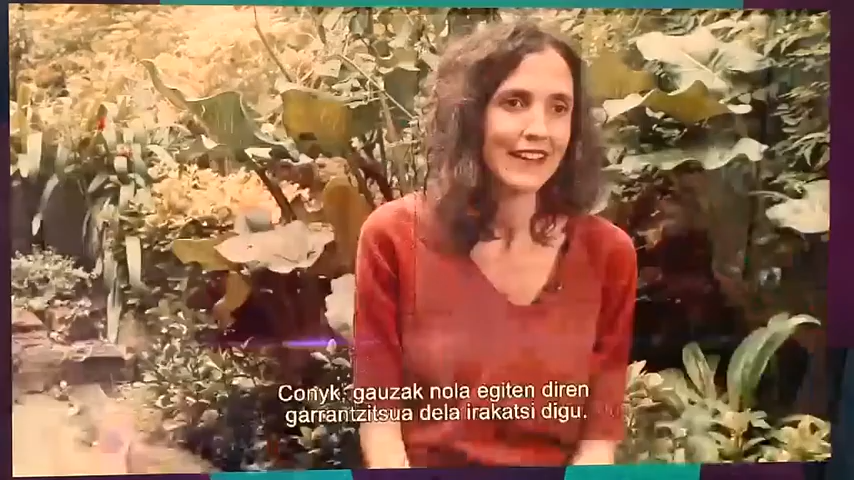 Conyk, gauzak nola egiten diren
garrantzitsua dela irakatsi digu.